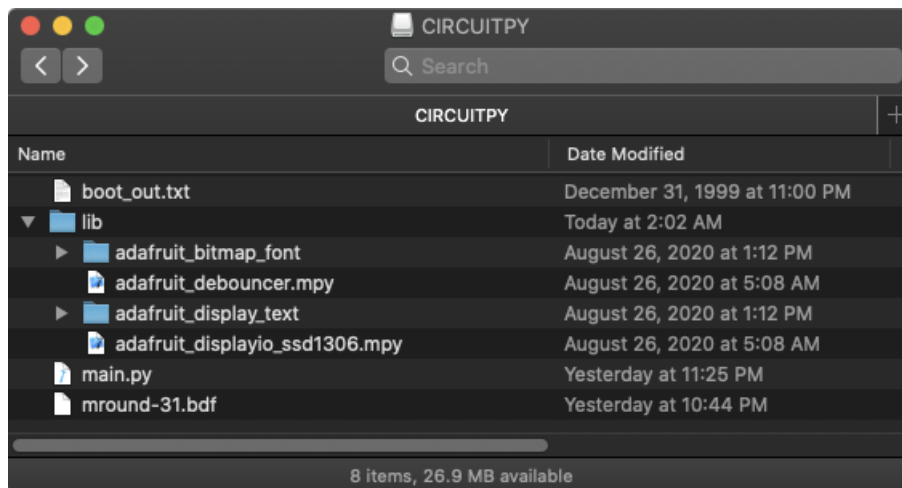 CIRCUITPY
Search
CIRCUITPY
Name Date Modified
boot_out.txt December 31, 1999 at 11:00 PM
lib Today at 2:02 AM
adafruit_bitmap_font August 26, 2020 at 1:12 PM
adafruit_debouncer.mpy August 26, 2020 at 5:08 AM
adafruit_display_text August 26, 2020 at 1:12 PM
adafruit_displayio_ssd1306.mpy August 26, 2020 at 5:08 AM
main.py Yesterday at 11:25 PM
mround-31.bdf Yesterday at 10:44 PM
8 items, 26.9 MB available